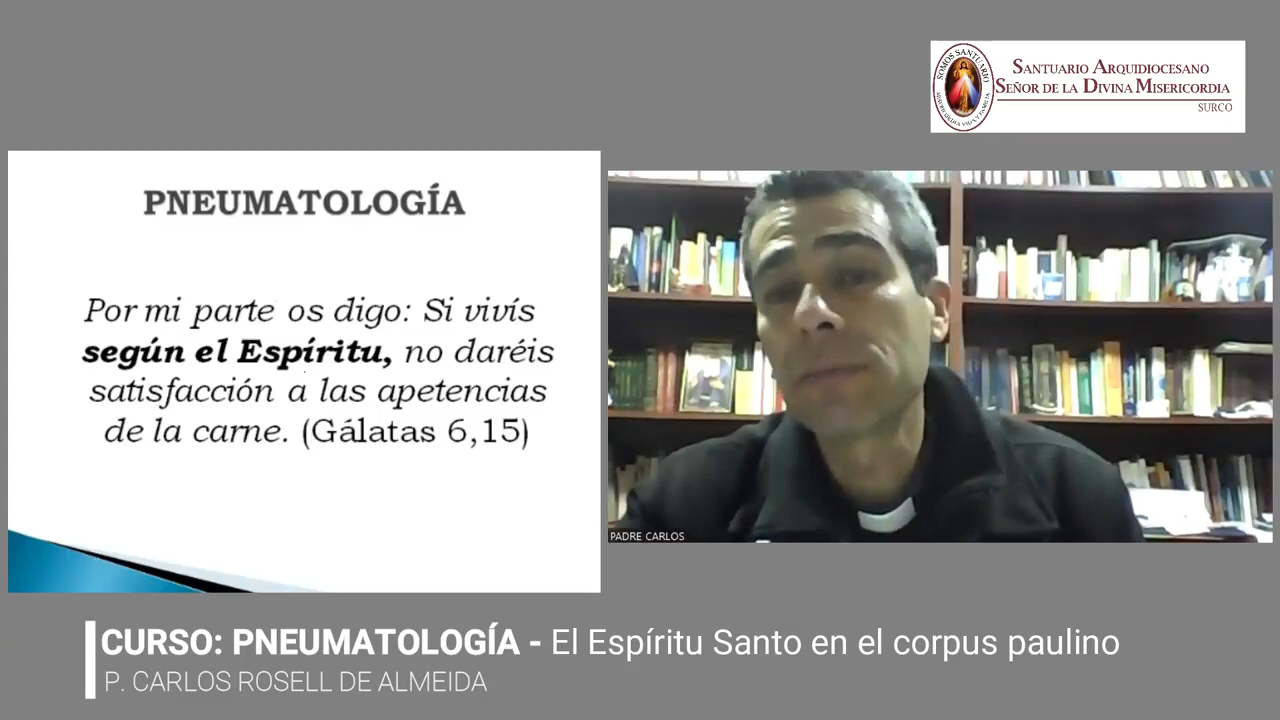 SOMOS SANTUARIO
SANTUARIO ARQUIDIOCESANO
SEÑOR DE LA DIVINA MISERICORDIA
SURCO
PNEUMATOLOGÍA
Por mi parte os digo: Si vivís
según el Espíritu, no daréis
satisfacción a las apetencias
de la carne. (Gálatas 6,15)
PADRE CARLOS
CURSO: PNEUMATOLOGÍA - El Espíritu Santo en el corpus paulino
P. CARLOS ROSELL DE ALMEIDA